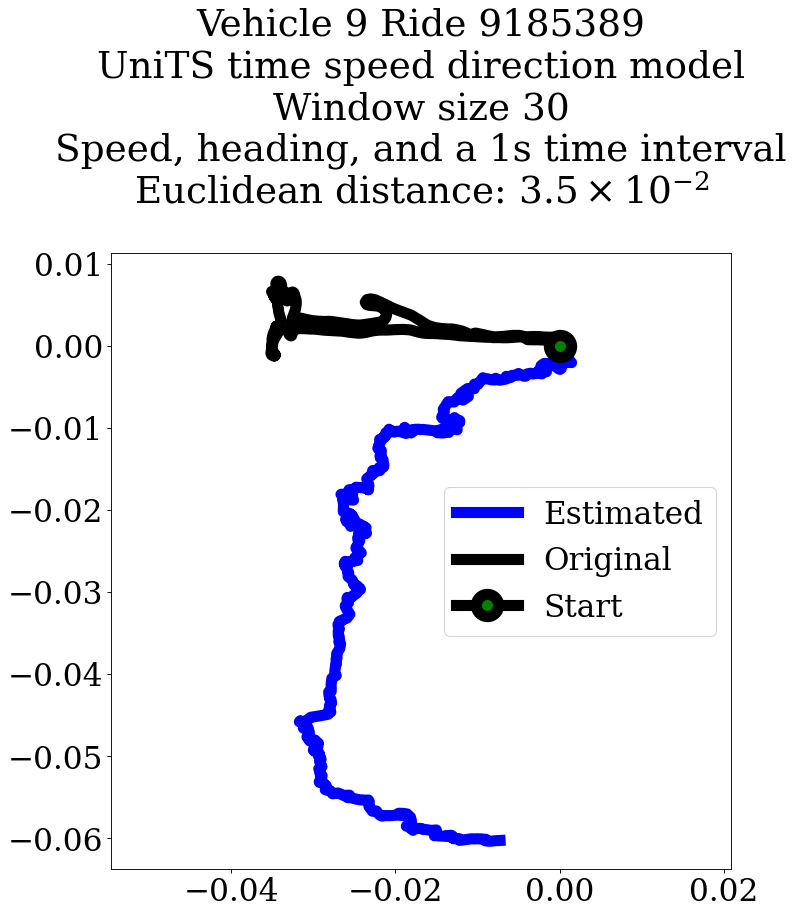 Vehicle 9 Ride 9185389
UniTS time speed direction model
Window size 30
Speed, heading, and a 1s time interval
Euclidean distance: 3.5 × 10⁻²
0.01
0.00
−0.01
−0.02
−0.03
−0.04
−0.05
−0.06
Estimated
Original
Start
−0.04 −0.02 0.00 0.02